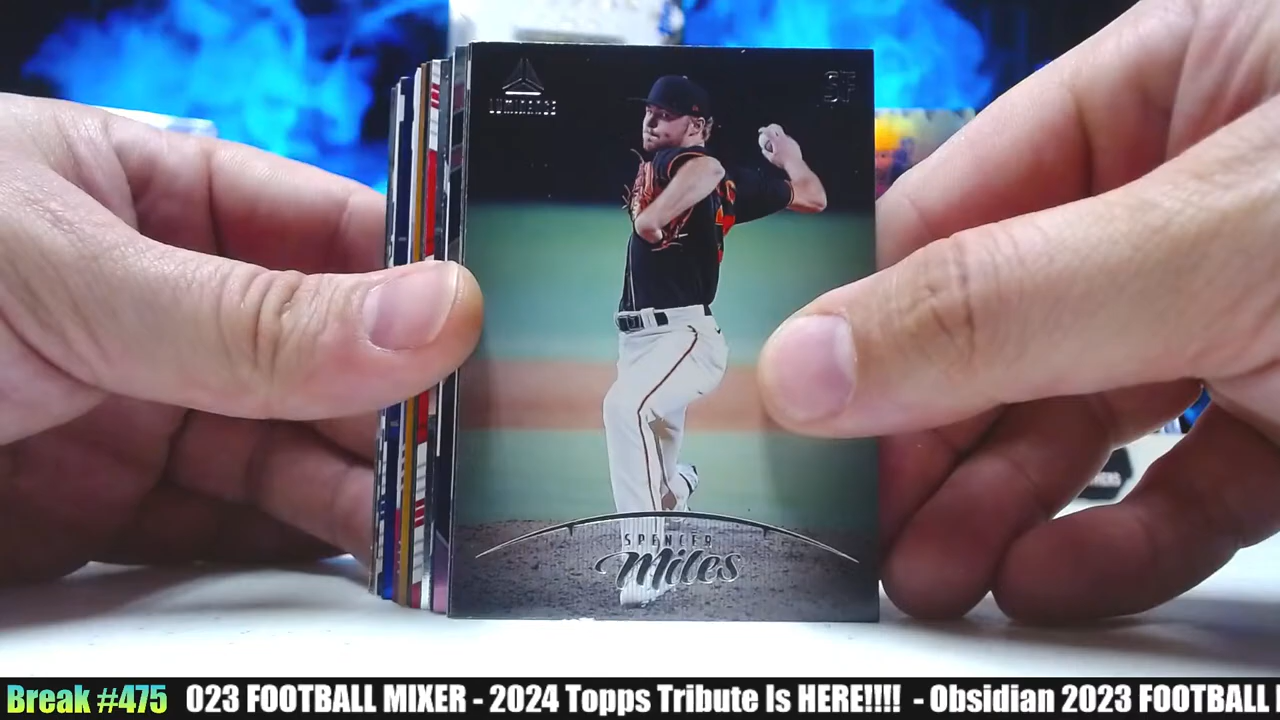 LUMINANCE
SF
SPENCER
Miles
Break #475
023 FOOTBALL MIXER - 2024 Topps Tribute Is HERE!!!! - Obsidian 2023 FOOTBALL